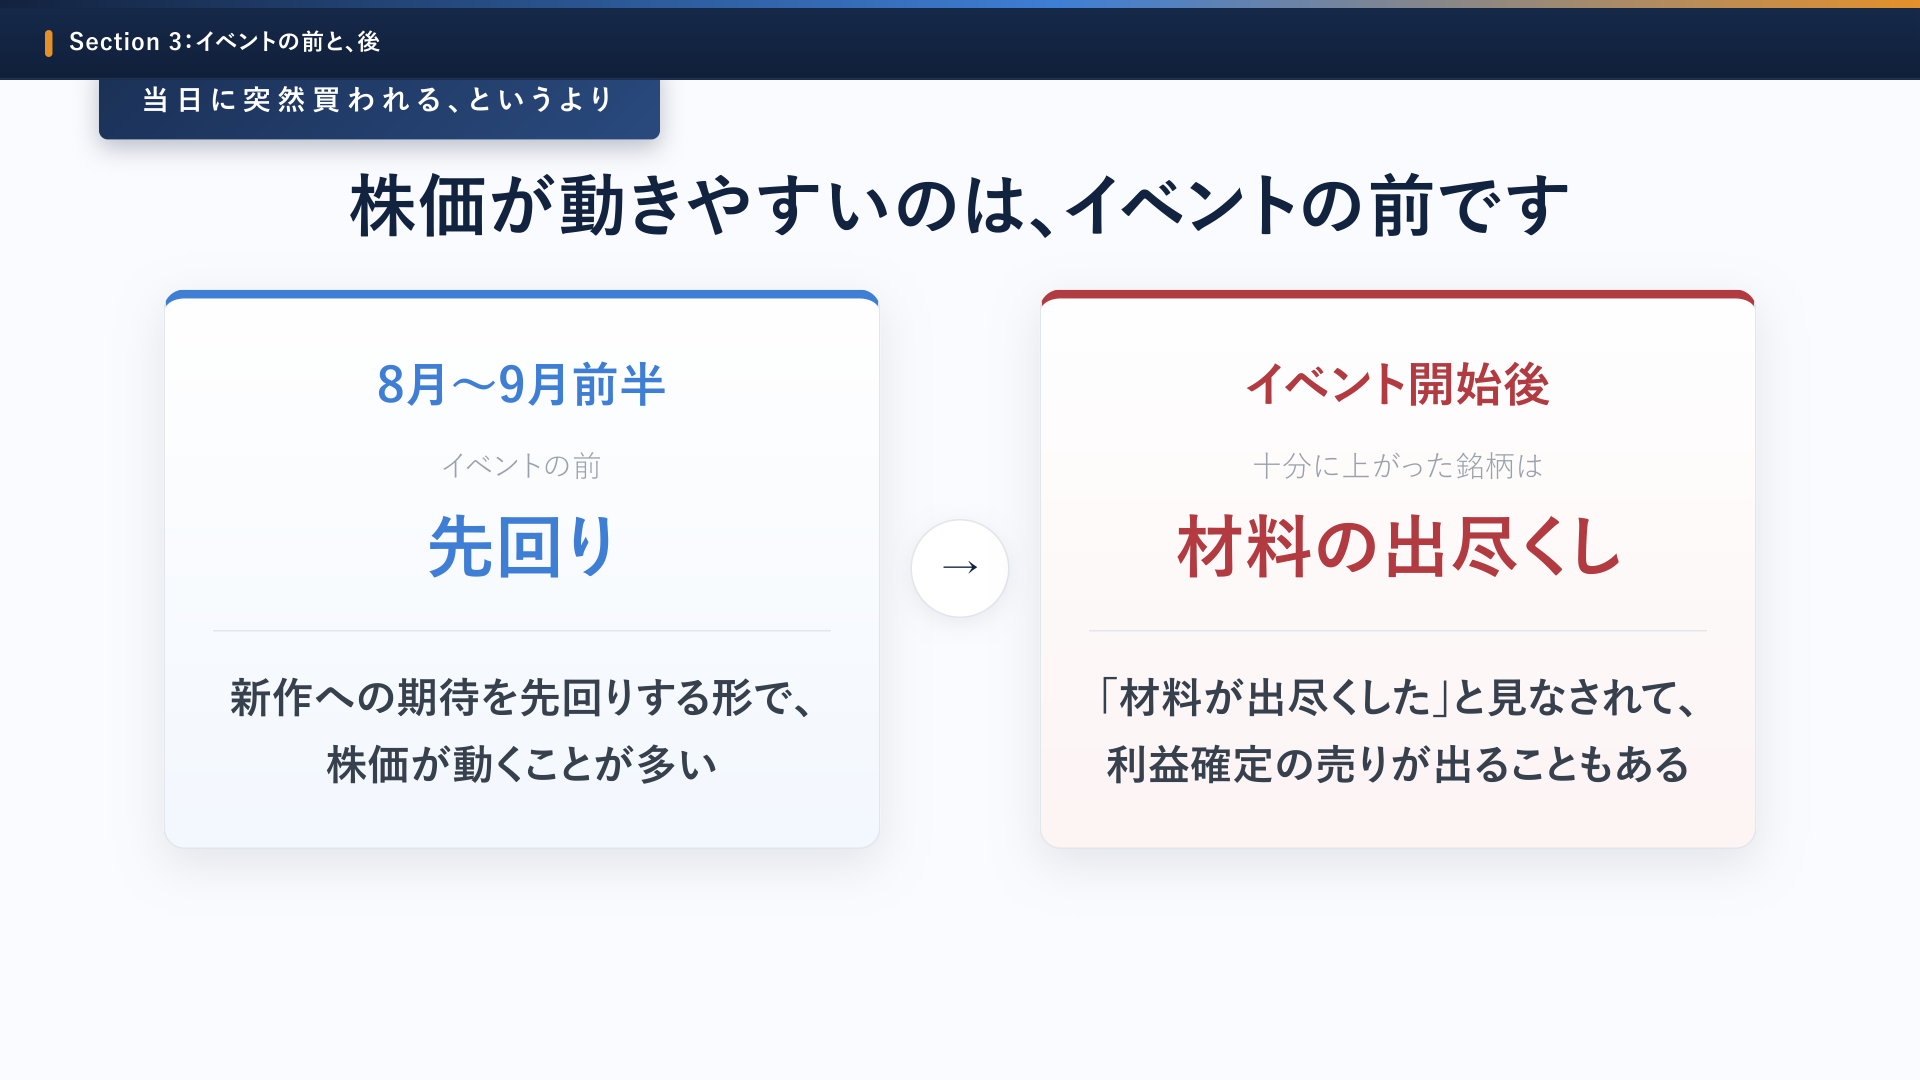 Section 3：イベントの前と、後
当日に突然買われる、というより
株価が動きやすいのは、イベントの前です
8月〜9月前半
イベントの前
先回り
新作への期待を先回りする形で、
株価が動くことが多い
→
イベント開始後
十分に上がった銘柄は
材料の出尽くし
「材料が出尽くした」と見なされて、
利益確定の売りが出ることもある